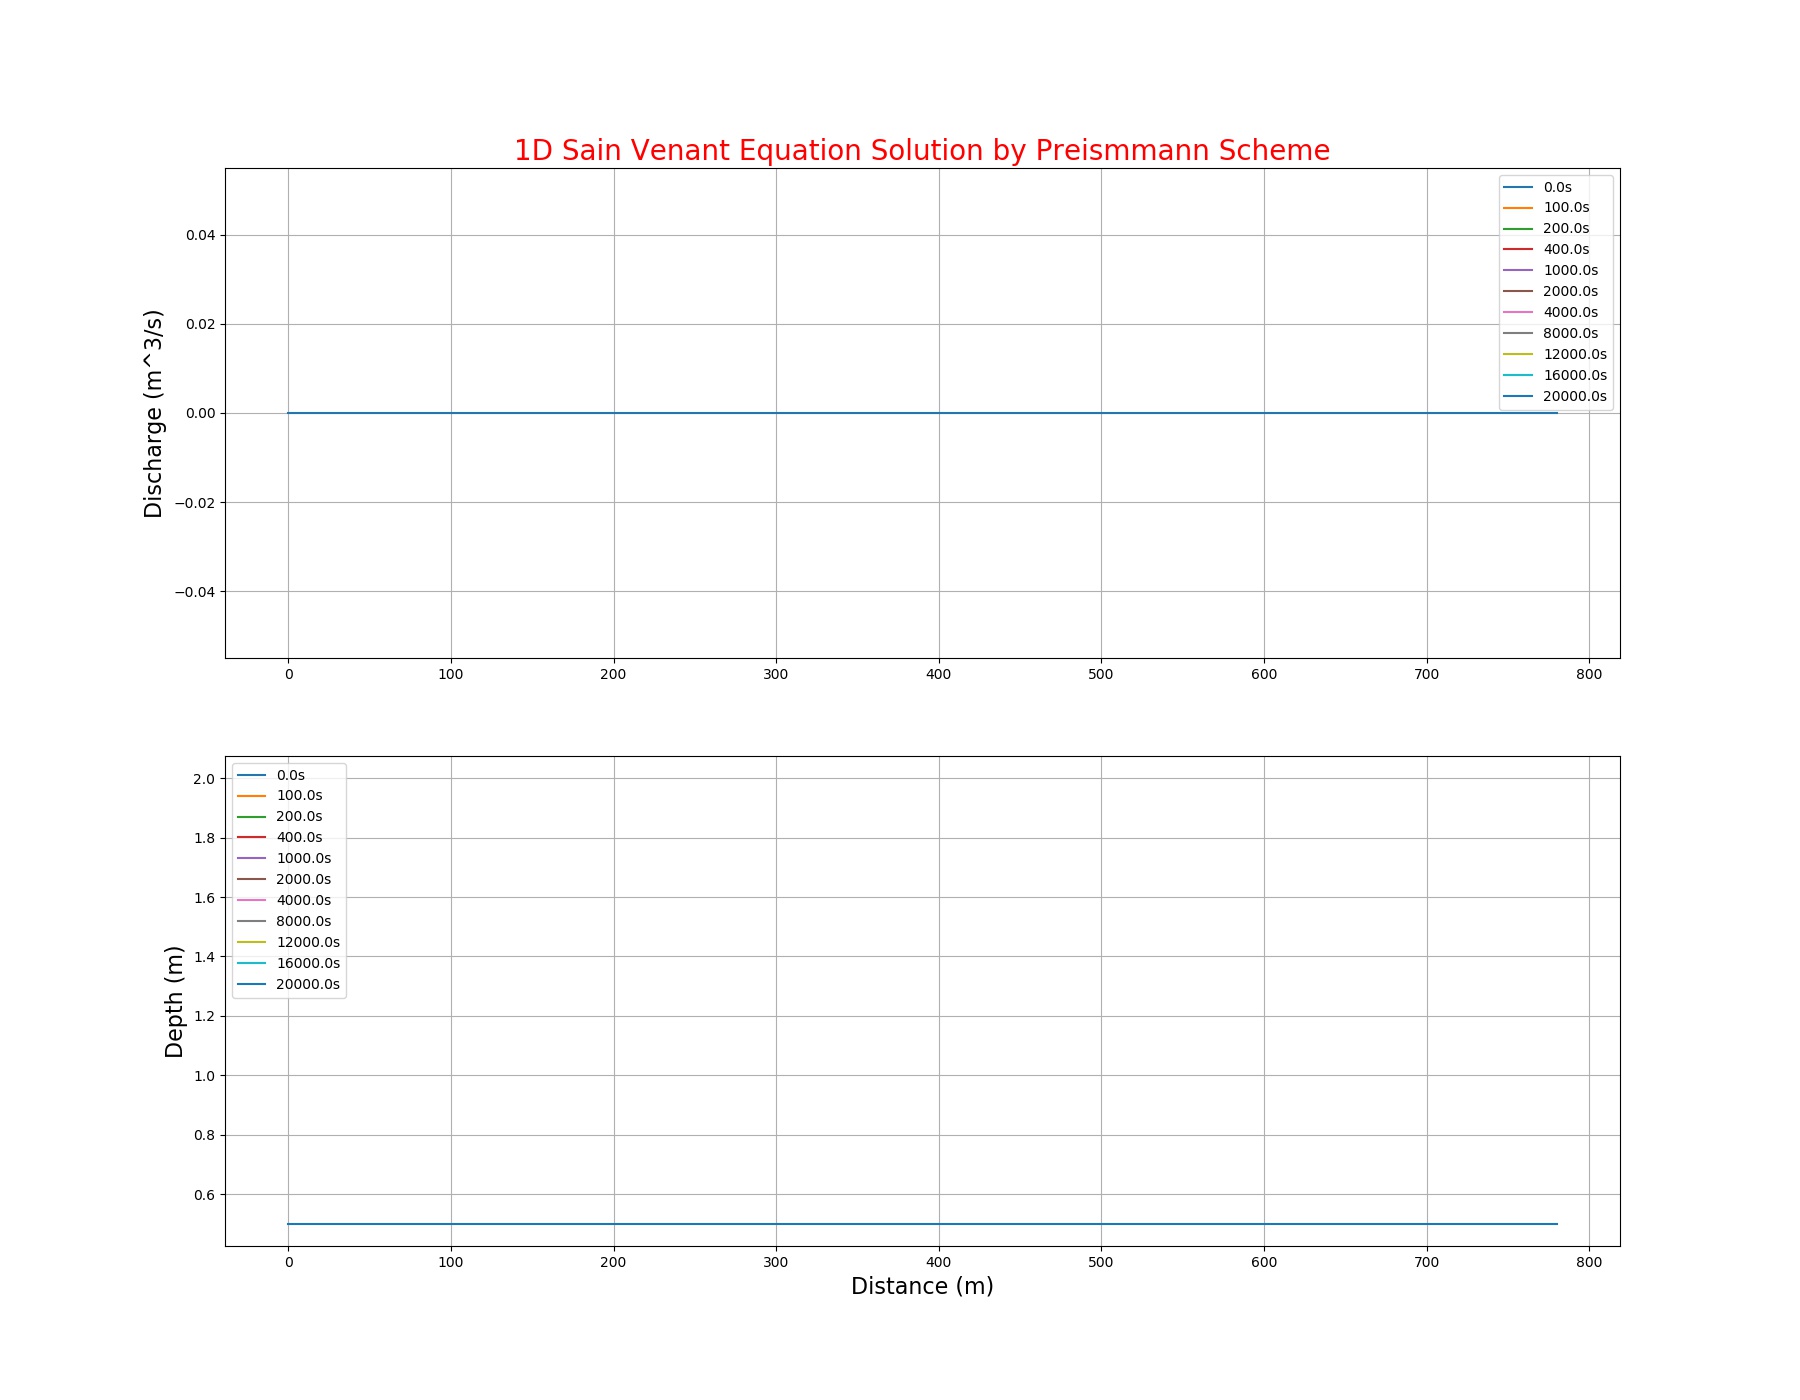 1D Sain Venant Equation Solution by Preismmann Scheme
Discharge (m^3/s)
0.04
0.02
0.00
−0.02
−0.04
0.0s
100.0s
200.0s
400.0s
1000.0s
2000.0s
4000.0s
8000.0s
12000.0s
16000.0s
20000.0s
0 100 200 300 400 500 600 700 800
Depth (m)
2.0
1.8
1.6
1.4
1.2
1.0
0.8
0.6
0.0s
100.0s
200.0s
400.0s
1000.0s
2000.0s
4000.0s
8000.0s
12000.0s
16000.0s
20000.0s
0 100 200 300 400 500 600 700 800
Distance (m)